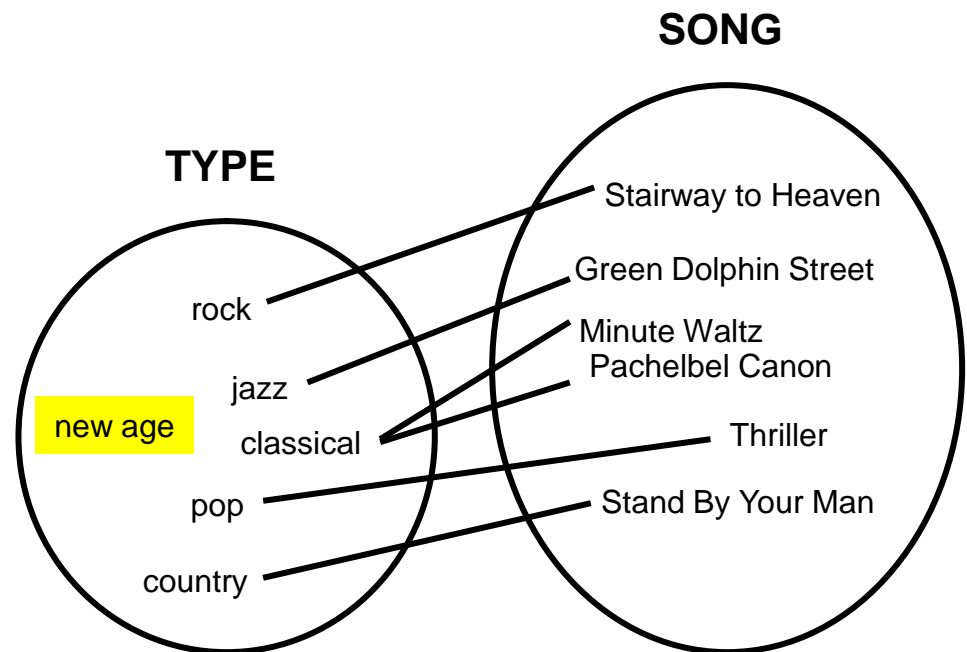 SONG
TYPE
Stairway to Heaven
Green Dolphin Street
rock
Minute Waltz
Pachelbel Canon
jazz
new age
classical
Thriller
pop
Stand By Your Man
country